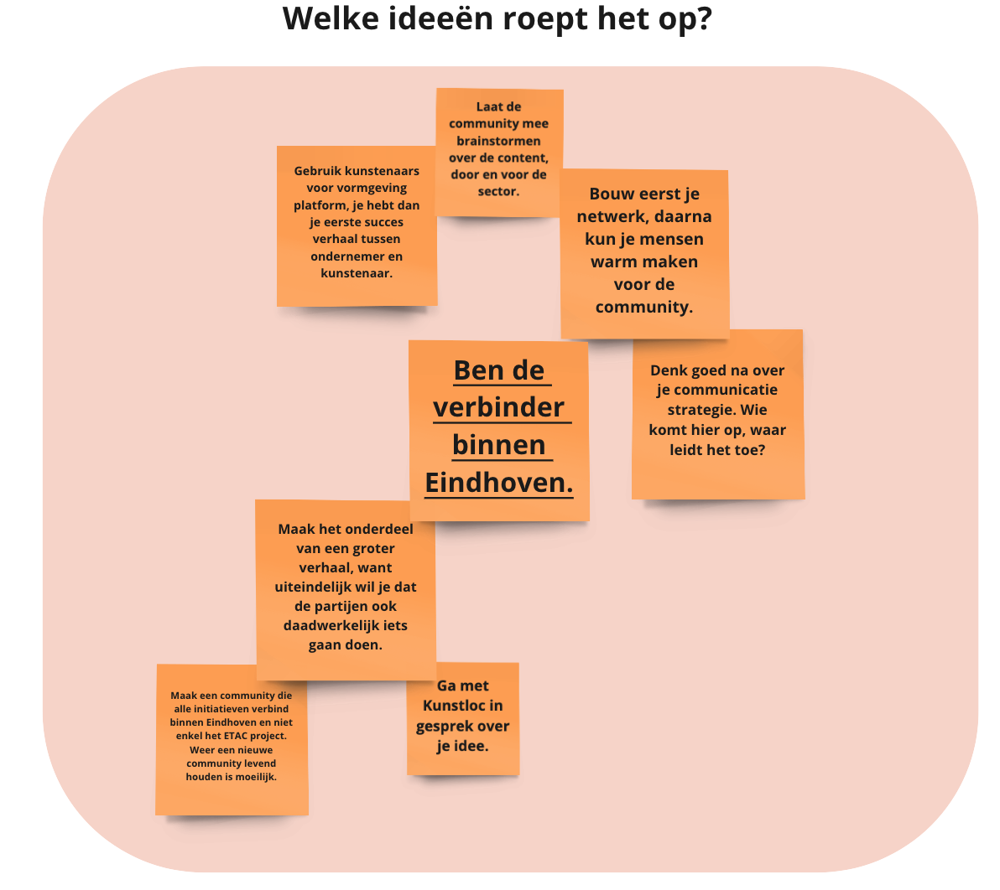 Welke ideeën roept het op?
Laat de
community mee
brainstormen
over de content,
door en voor de
sector.
Gebruik kunstenaars
voor vormgeving
platform, je hebt dan
je eerste succes
verhaal tussen
ondernemer en
kunstenaar.
Bouw eerst je
netwerk, daarna
kun je mensen
warm maken
voor de
community.
Denk goed na over
je communicatie
strategie. Wie
komt hier op, waar
leidt het toe?
Ben de
verbinder
binnen
Eindhoven.
Maak het onderdeel
van een groter
verhaal, want
uiteindelijk wil je dat
de partijen ook
daadwerkelijk iets
gaan doen.
Maak een community die
alle initiatieven verbind
binnen Eindhoven en niet
enkel het ETAC project.
Weer een nieuwe
community levend
houden is moeilijk.
Ga met
Kunstloc in
gesprek over
je idee.